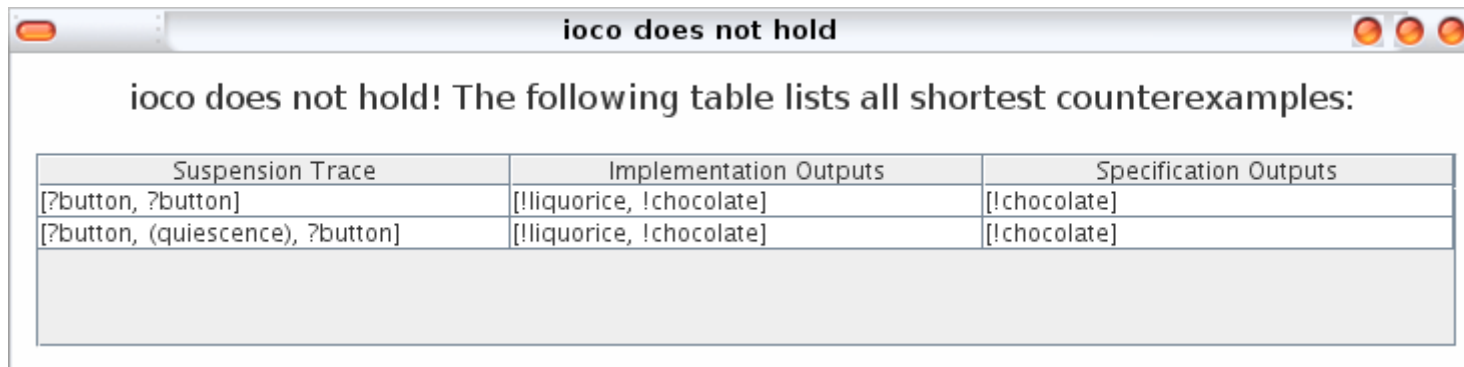 ioco does not hold
ioco does not hold! The following table lists all shortest counterexamples:
Suspension Trace Implementation Outputs Specification Outputs
[?button, ?button] [!liquorice, !chocolate] [!chocolate]
[?button, (quiescence), ?button] [!liquorice, !chocolate] [!chocolate]